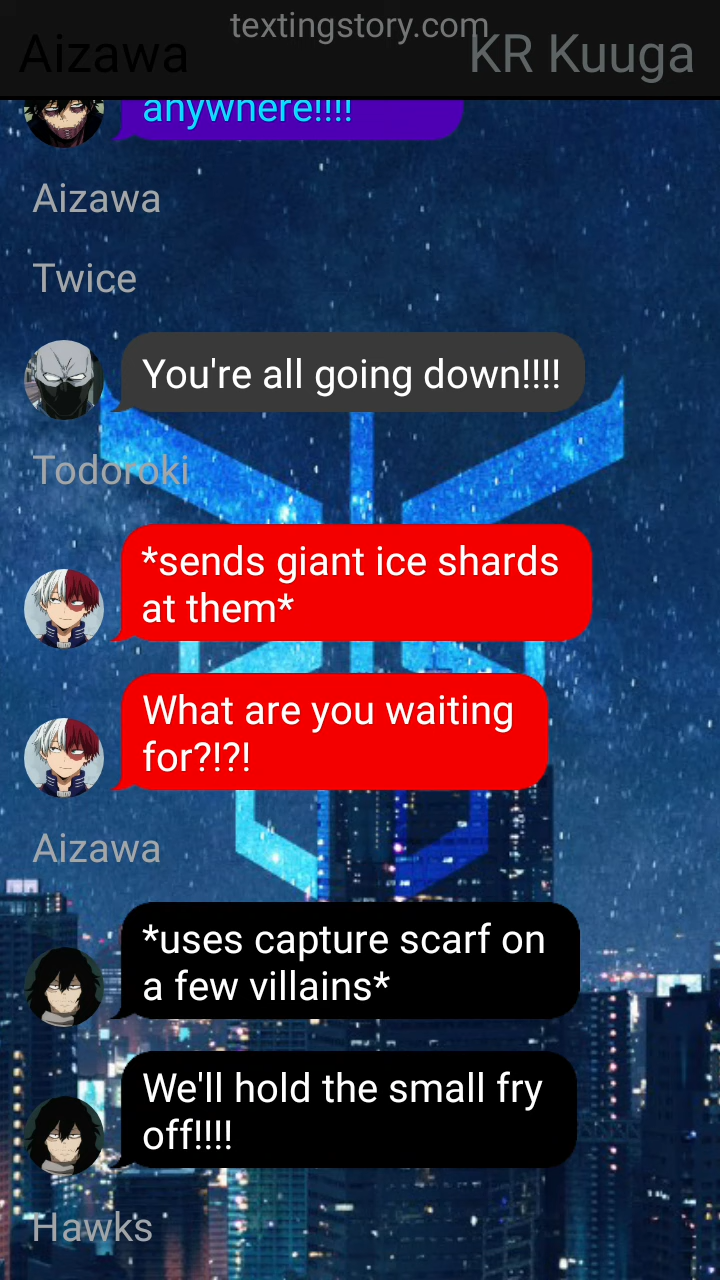 textingstory.com
Aizawa
KR Kuuga
anywhere!!!!
Aizawa
Twice
You're all going down!!!!
Todoroki
*sends giant ice shards
at them*
What are you waiting
for?!?!
Aizawa
*uses capture scarf on
a few villains*
We'll hold the small fry
off!!!!
Hawks